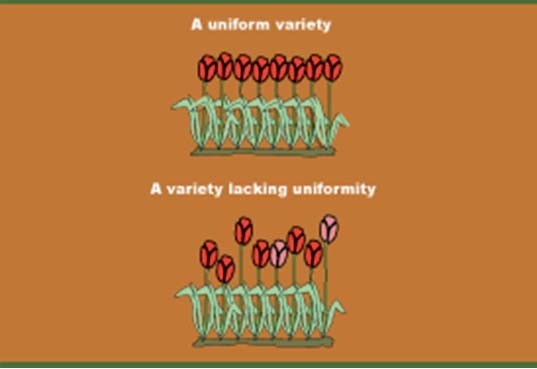 A uniform variety
A variety lacking uniformity